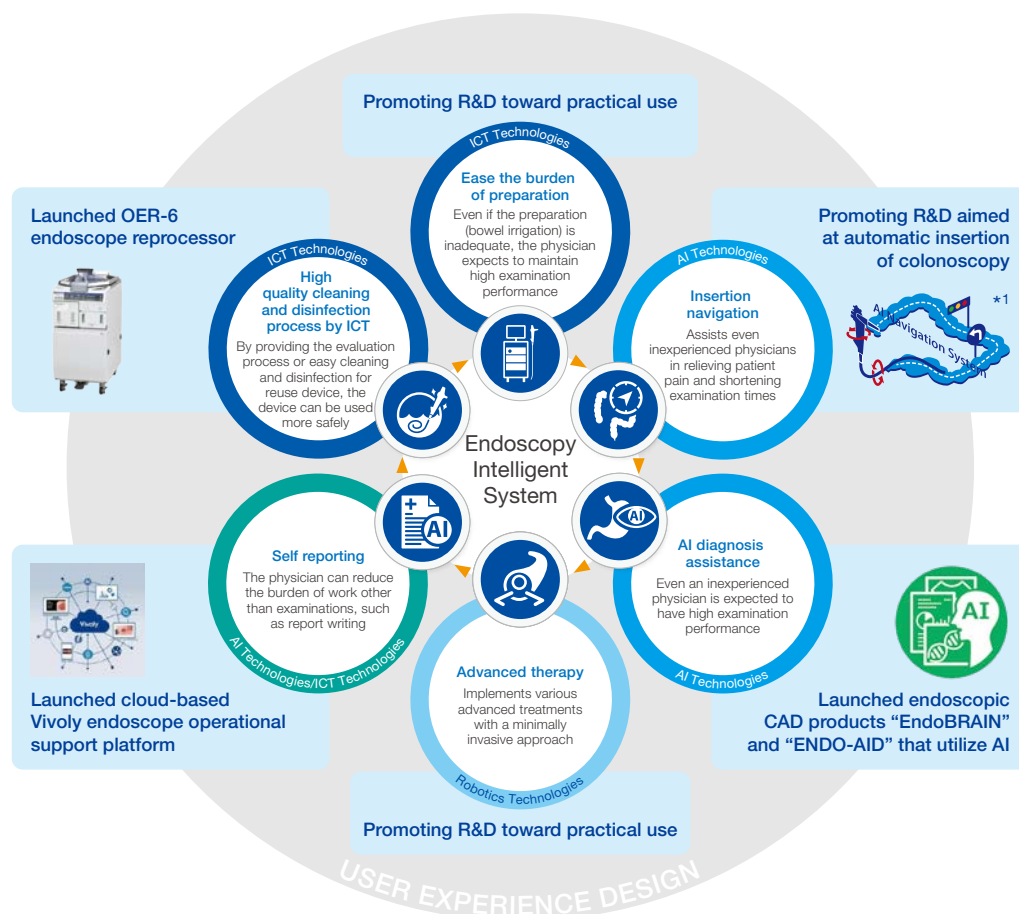 Promoting R&D toward practical use
ICT Technologies
Ease the burden
of preparation
Even if the preparation
(bowel irrigation) is
inadequate, the physician
expects to maintain
high examination
performance
Launched OER-6
endoscope reprocessor
ICT Technologies
High
quality cleaning
and disinfection
process by ICT
By providing the evaluation
process or easy cleaning
and disinfection for
reuse device, the
device can be used
more safely
Promoting R&D aimed
at automatic insertion
of colonoscopy
*1
AI Navigation System
AI Technologies
Insertion
navigation
Assists even
inexperienced physicians
in relieving patient
pain and shortening
examination times
Endoscopy
Intelligent
System
AI
AI
Self reporting
The physician can reduce
the burden of work other
than examinations, such
as report writing
AI Technologies/ICT Technologies
Vivoly
Launched cloud-based
Vivoly endoscope operational
support platform
AI diagnosis
assistance
Even an inexperienced
physician is expected to
have high examination
performance
AI Technologies
AI
Launched endoscopic
CAD products “EndoBRAIN”
and “ENDO-AID” that utilize AI
Advanced therapy
Implements various
advanced treatments
with a minimally
invasive approach
Robotics Technologies
Promoting R&D toward practical use
USER EXPERIENCE DESIGN